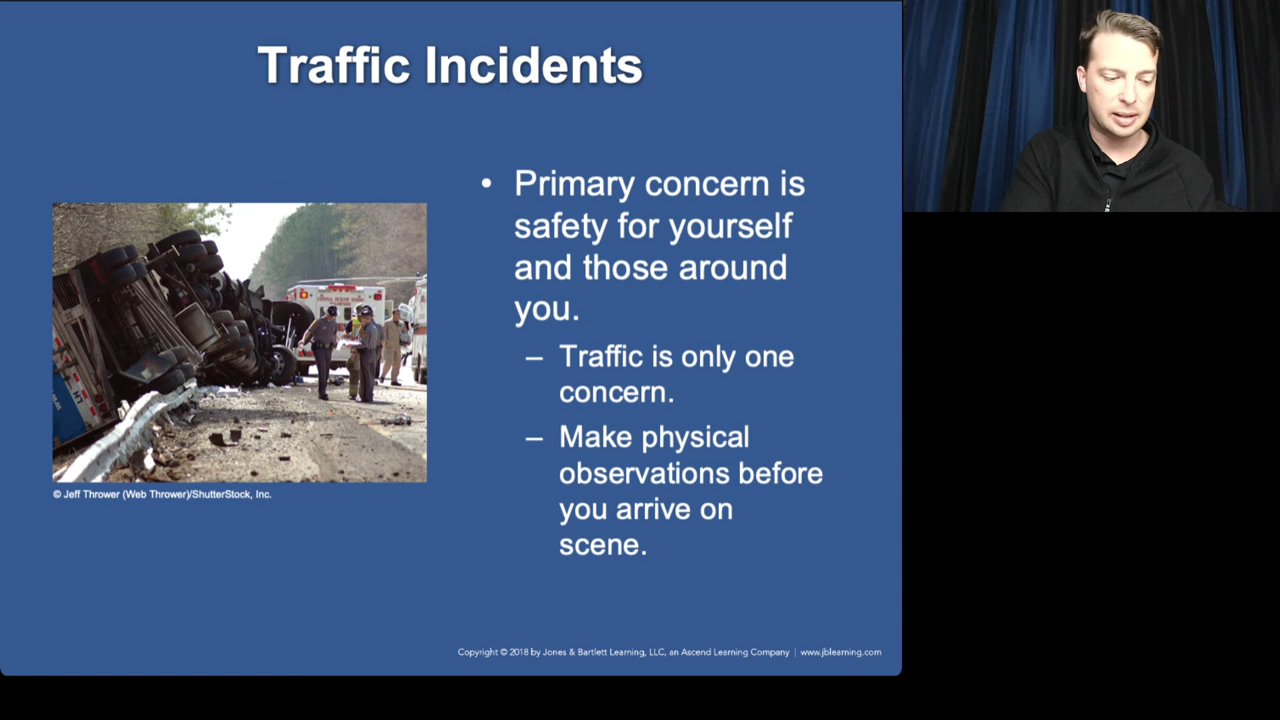 Traffic Incidents
• Primary concern is
safety for yourself
and those around
you.
– Traffic is only one
concern.
– Make physical
observations before
you arrive on
scene.
© Jeff Thrower (Web Thrower)/ShutterStock, Inc.
Copyright © 2018 by Jones & Bartlett Learning, LLC, an Ascend Learning Company | www.jblearning.com